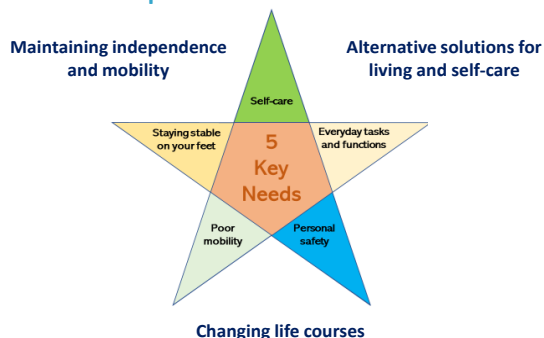 Maintaining independence
and mobility
Alternative solutions for
living and self-care
Self-care
Staying stable
on your feet
5
Key
Needs
Everyday tasks
and functions
Poor
mobility
Personal
safety
Changing life courses